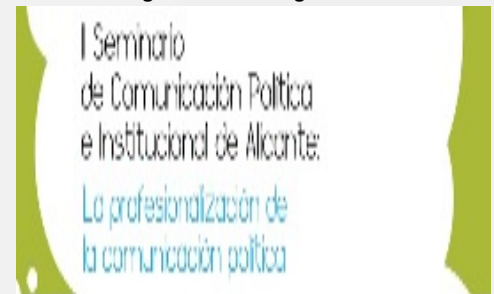 I Seminario
de Comunicación Política
e Institucional de Alicante:
La profesionalización de
la comunicación política